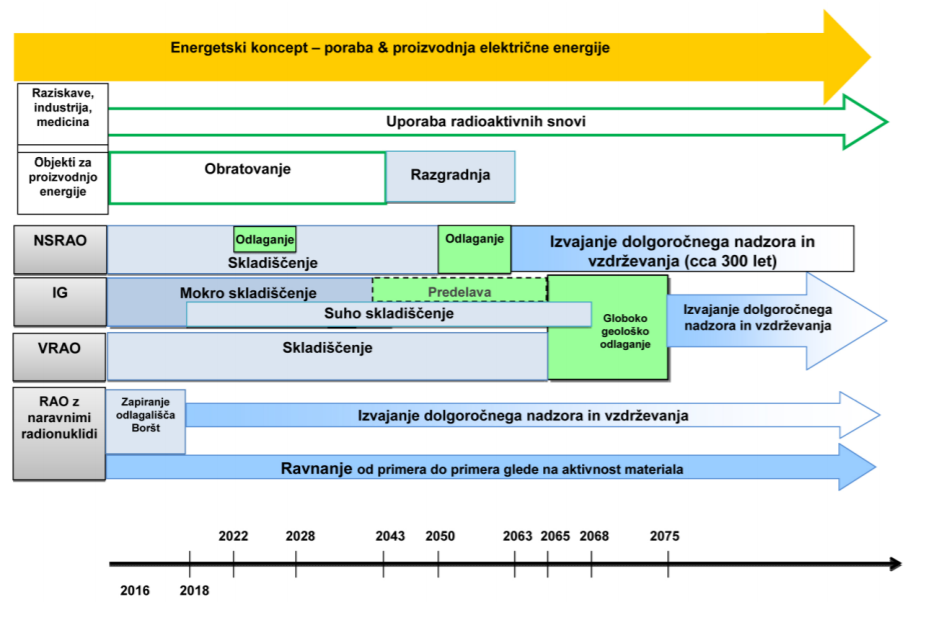 Energetski koncept – poraba & proizvodnja električne energije
Raziskave,
industrija,
medicina
Uporaba radioaktivnih snovi
Objekti za
proizvodnjo
energije
Obratovanje
Razgradnja
NSRAO
Odlaganje
Skladiščenje
Odlaganje
Izvajanje dolgoročnega nadzora in
vzdrževanja (cca 300 let)
IG
Mokro skladiščenje
Predelava
Suho skladiščenje
Globoko
geološko
odlaganje
Izvajanje dolgoročnega
nadzora in vzdrževanja
VRAO
Skladiščenje
RAO z
naravnimi
radionuklidi
Zapiranje
odlagališča
Boršt
Izvajanje dolgoročnega nadzora in vzdrževanja
Ravnanje od primera do primera glede na aktivnost materiala
2022 2028 2043 2050 2063 2065 2068 2075
2016 2018